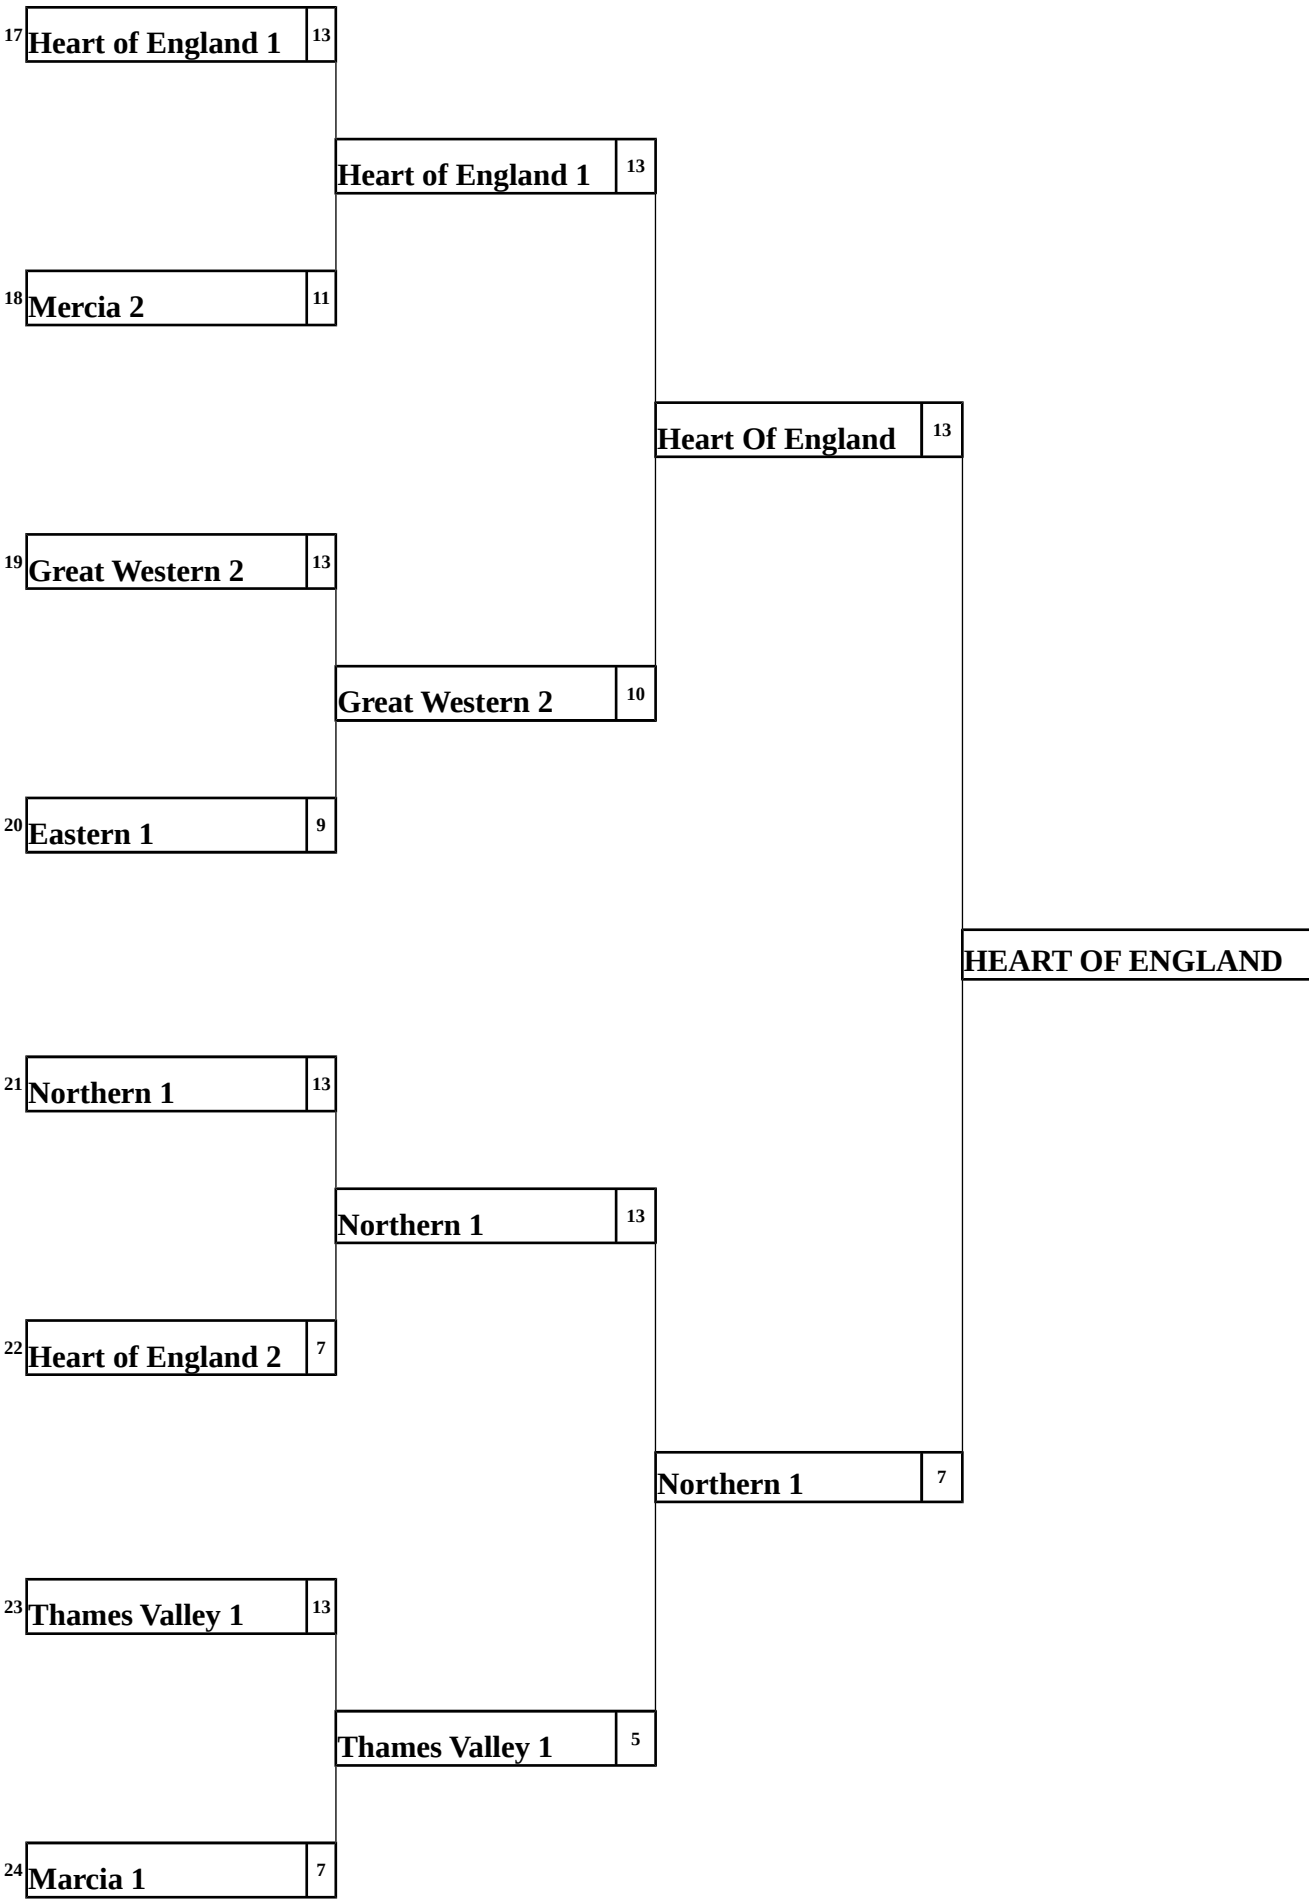 17 Heart of England 1 13
Heart of England 1 13
18 Mercia 2 11
Heart Of England 13
19 Great Western 2 13
Great Western 2 10
20 Eastern 1 9
HEART OF ENGLAND
21 Northern 1 13
Northern 1 13
22 Heart of England 2 7
Northern 1 7
23 Thames Valley 1 13
Thames Valley 1 5
24 Marcia 1 7